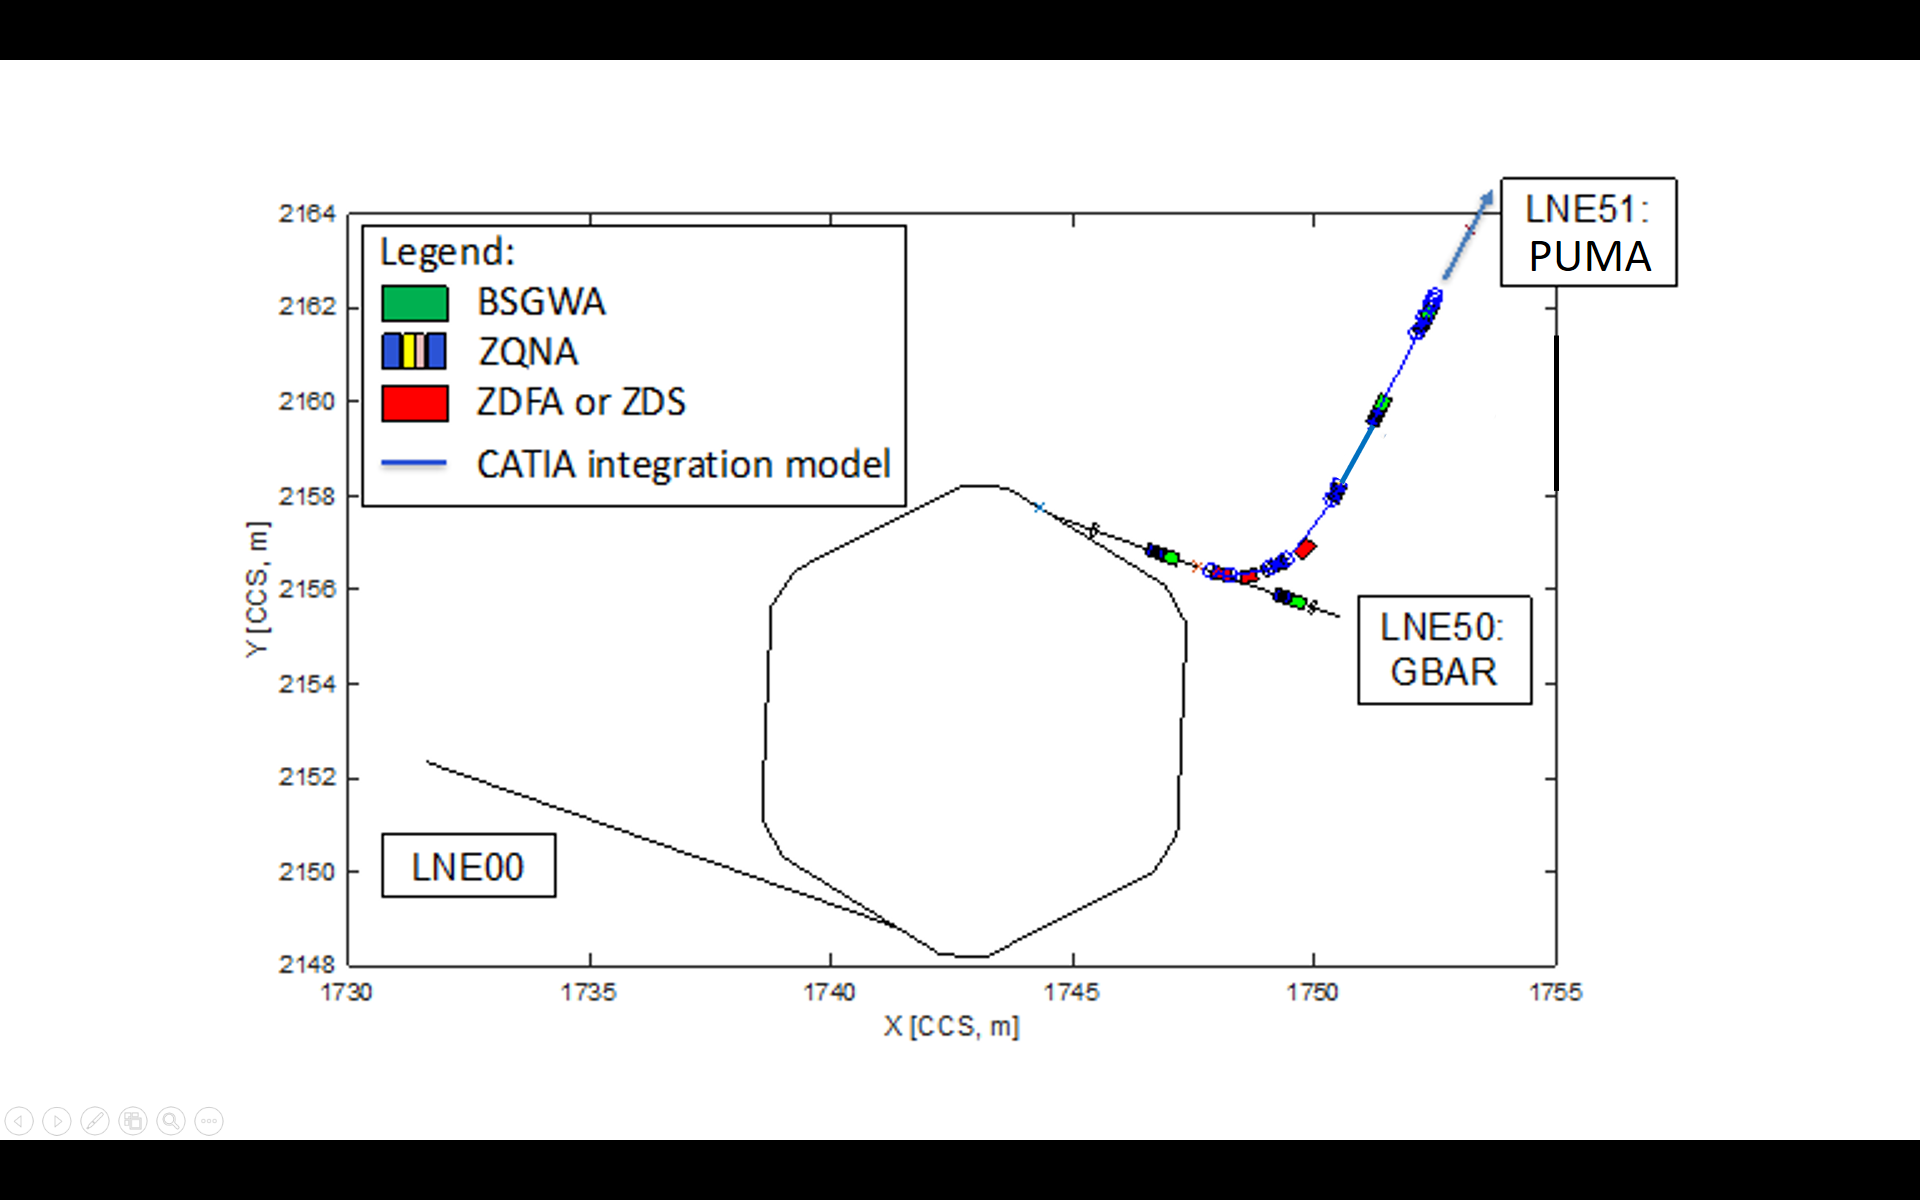 LNE51:
PUMA
2164
Legend:
BSGWA
2162
ZQNA
2160
ZDFA or ZDS
CATIA integration model
2158
Y [CCS, m]
2156
LNE50:
GBAR
2154
2152
LNE00
2150
2148
1730
1735
1740
1745
1750
1755
X [CCS, m]